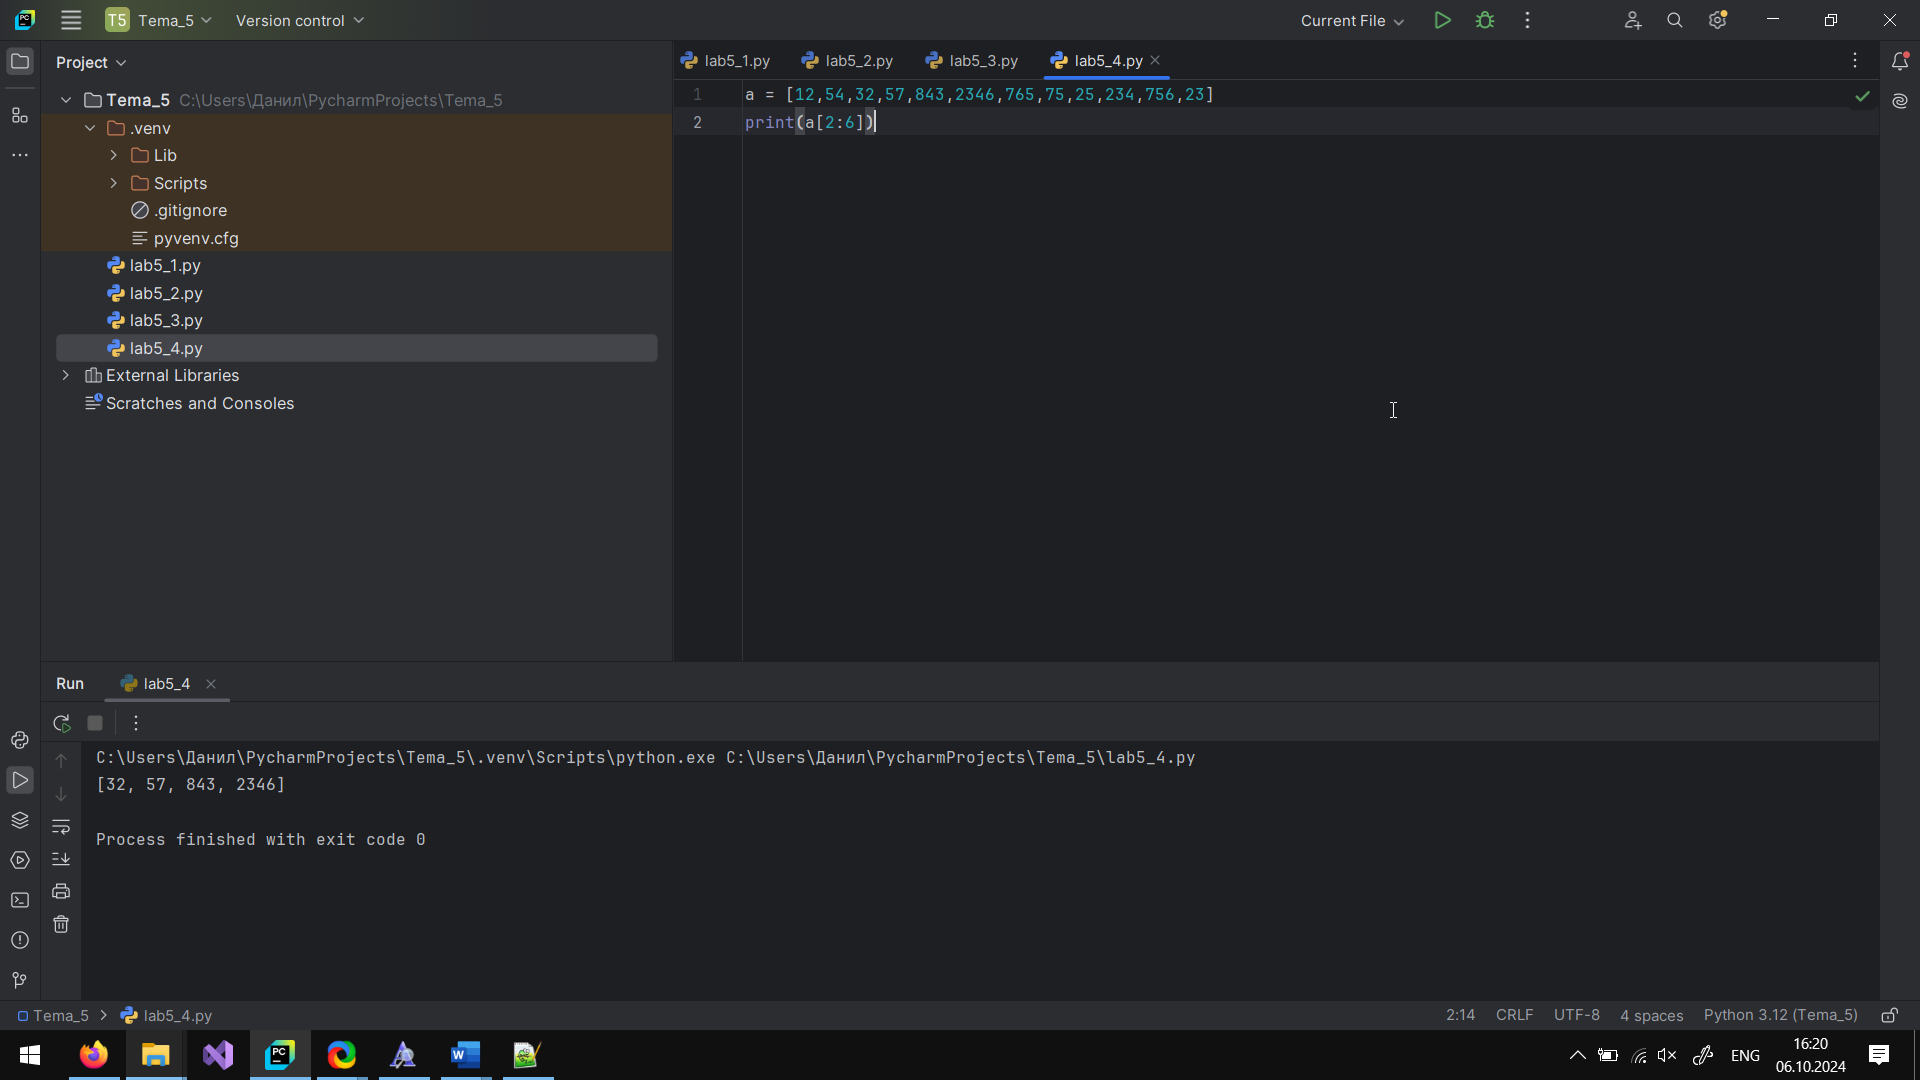 PC T5 Tema_5 Version control Current File
Project
lab5_1.py lab5_2.py lab5_3.py lab5_4.py
Tema_5 C:\Users\Данил\PycharmProjects\Tema_5
.venv
Lib
Scripts
.gitignore
pyvenv.cfg
lab5_1.py
lab5_2.py
lab5_3.py
lab5_4.py
External Libraries
Scratches and Consoles
1 a = [12,54,32,57,843,2346,765,75,25,234,756,23]
2 print(a[2:6])
Run lab5_4
C:\Users\Данил\PycharmProjects\Tema_5\.venv\Scripts\python.exe C:\Users\Данил\PycharmProjects\Tema_5\lab5_4.py
[32, 57, 843, 2346]
Process finished with exit code 0
Tema_5 lab5_4.py 2:14 CRLF UTF-8 4 spaces Python 3.12 (Tema_5)
PC W ENG 16:20
06.10.2024